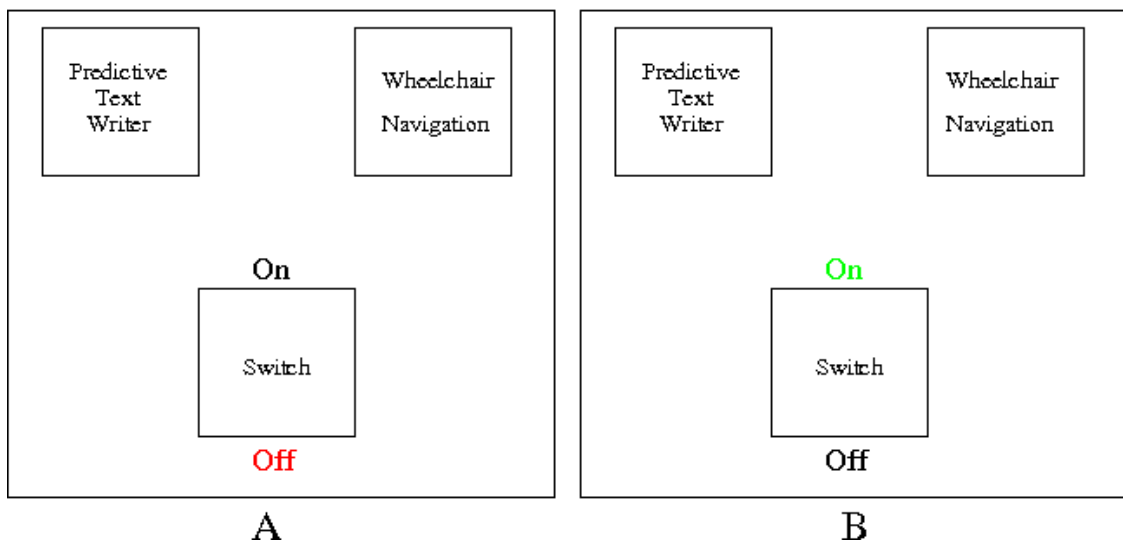 Predictive
Text
Writer
Wheelchair
Navigation
On
Switch
Off
A
Predictive
Text
Writer
Wheelchair
Navigation
On
Switch
Off
B